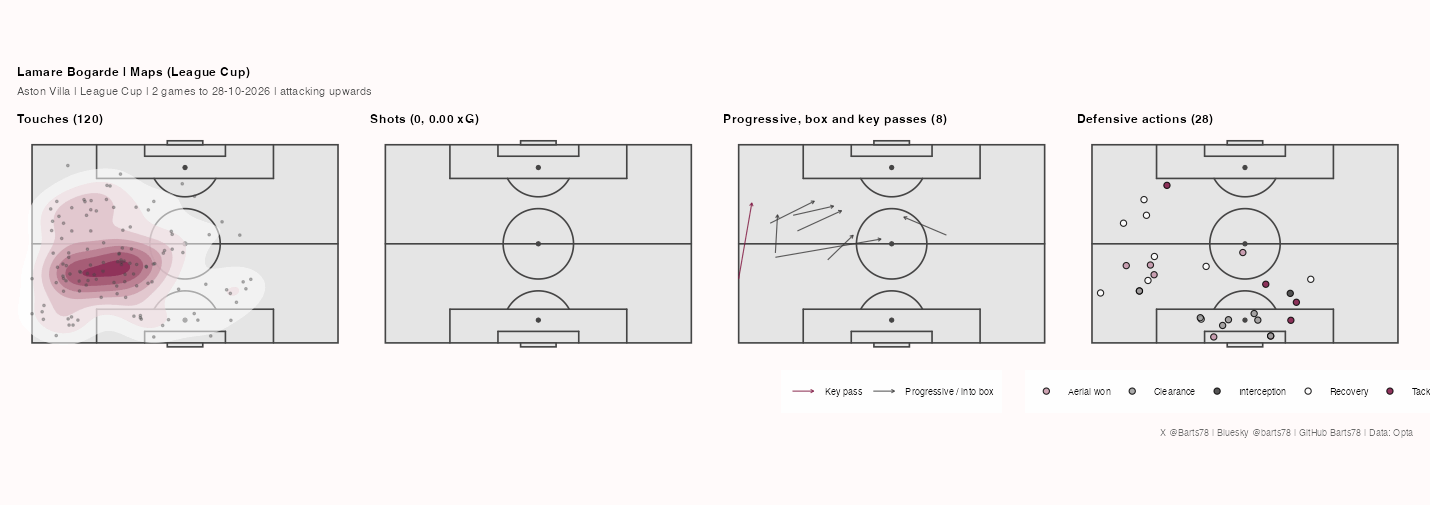 Lamare Bogarde | Maps (League Cup)
Aston Villa | League Cup | 2 games to 28-10-2026 | attacking upwards
Touches (120)
Shots (0, 0.00 xG)
Progressive, box and key passes (8)
Defensive actions (28)
Key pass
Progressive / into box
Aerial won
Clearance
Interception
Recovery
Tack
X @Barts78 | Bluesky @barts78 | GitHub Barts78 | Data: Opta